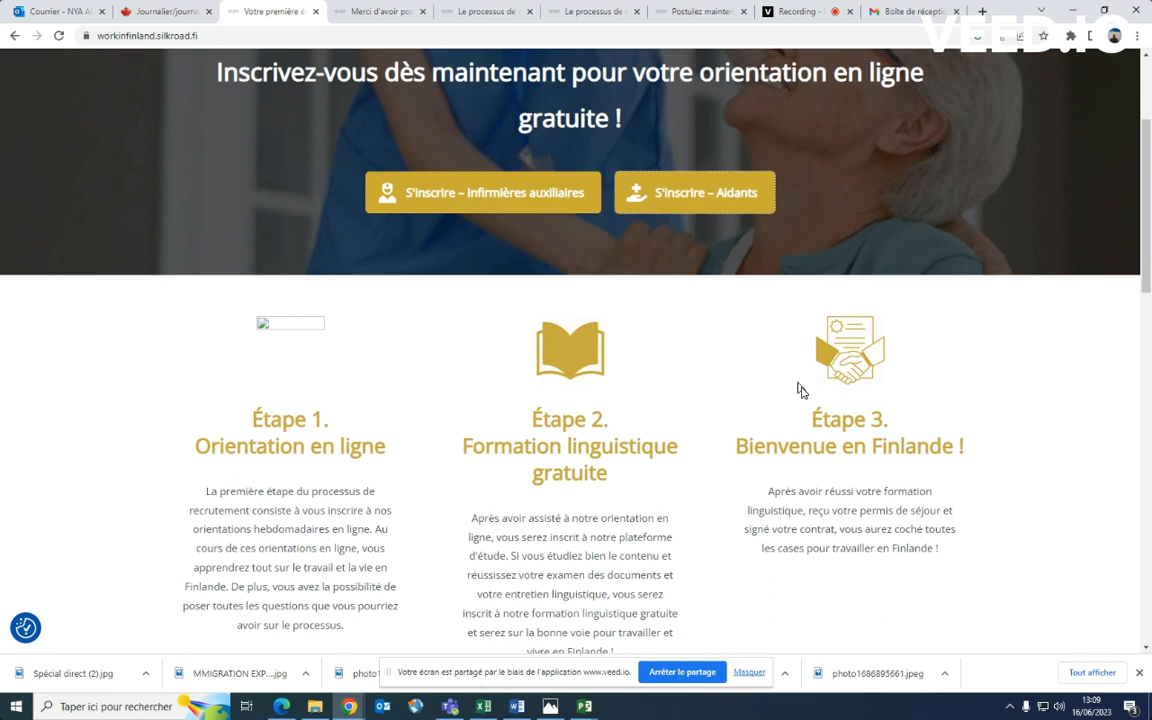 Courrier - NYA A
Journalier/journa
Votre première é
Merci d'avoir pos
Le processus de
Le processus de
Postulez mainten
Recording -
Boîte de récepti
workinfinland.silkroad.fi
VEED.IO
Inscrivez-vous dès maintenant pour votre orientation en ligne
gratuite !
S'inscrire – Infirmières auxiliaires
S'inscrire – Aidants
Étape 1.
Orientation en ligne
La première étape du processus de
recrutement consiste à vous inscrire à nos
orientations hebdomadaires en ligne. Au
cours de ces orientations en ligne, vous
apprendrez tout sur le travail et la vie en
Finlande. De plus, vous avez la possibilité de
poser toutes les questions que vous pourriez
avoir sur le processus.
Étape 2.
Formation linguistique
gratuite
Après avoir assisté à notre orientation en
ligne, vous serez inscrit à notre plateforme
d'étude. Si vous étudiez bien le contenu et
réussissez votre examen des documents et
votre entretien linguistique, vous serez
inscrit à notre formation linguistique gratuite
et serez sur la bonne voie pour travailler et
vivre en Finlande !
Étape 3.
Bienvenue en Finlande !
Après avoir réussi votre formation
linguistique, reçu votre permis de séjour et
signé votre contrat, vous aurez coché toutes
les cases pour travailler en Finlande !
Spécial direct (2).jpg
MMIGRATION EXP....jpg
photo1
Votre écran est partagé par le biais de l'application www.veed.io.
Arrêter le partage
Masquer
photo1686895661.jpeg
Tout afficher
Taper ici pour rechercher
13:09
16/06/2023
3